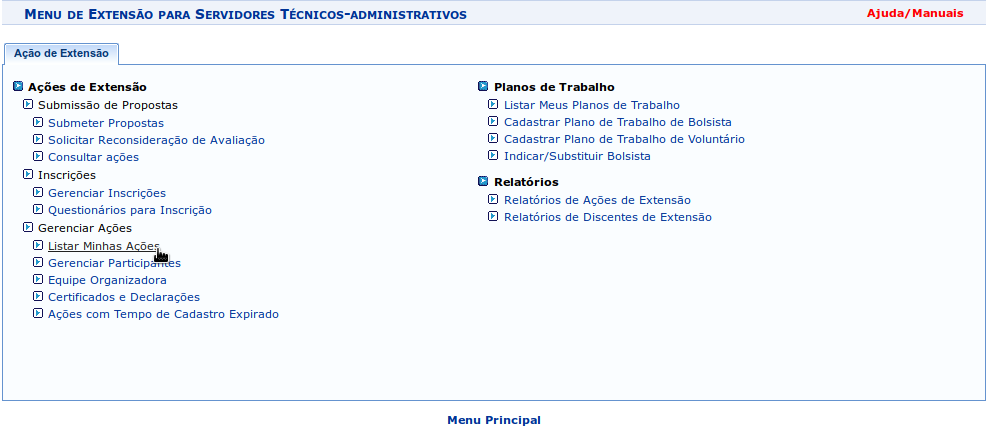 Menu de Extensão para Servidores Técnicos-administrativos
Ajuda/Manuais
Ação de Extensão
Ações de Extensão
Submissão de Propostas
Submeter Propostas
Solicitar Reconsideração de Avaliação
Consultar ações
Inscrições
Gerenciar Inscrições
Questionários para Inscrição
Gerenciar Ações
Listar Minhas Ações
Gerenciar Participantes
Equipe Organizadora
Certificados e Declarações
Ações com Tempo de Cadastro Expirado
Planos de Trabalho
Listar Meus Planos de Trabalho
Cadastrar Plano de Trabalho de Bolsista
Cadastrar Plano de Trabalho de Voluntário
Indicar/Substituir Bolsista
Relatórios
Relatórios de Ações de Extensão
Relatórios de Discentes de Extensão
Menu Principal